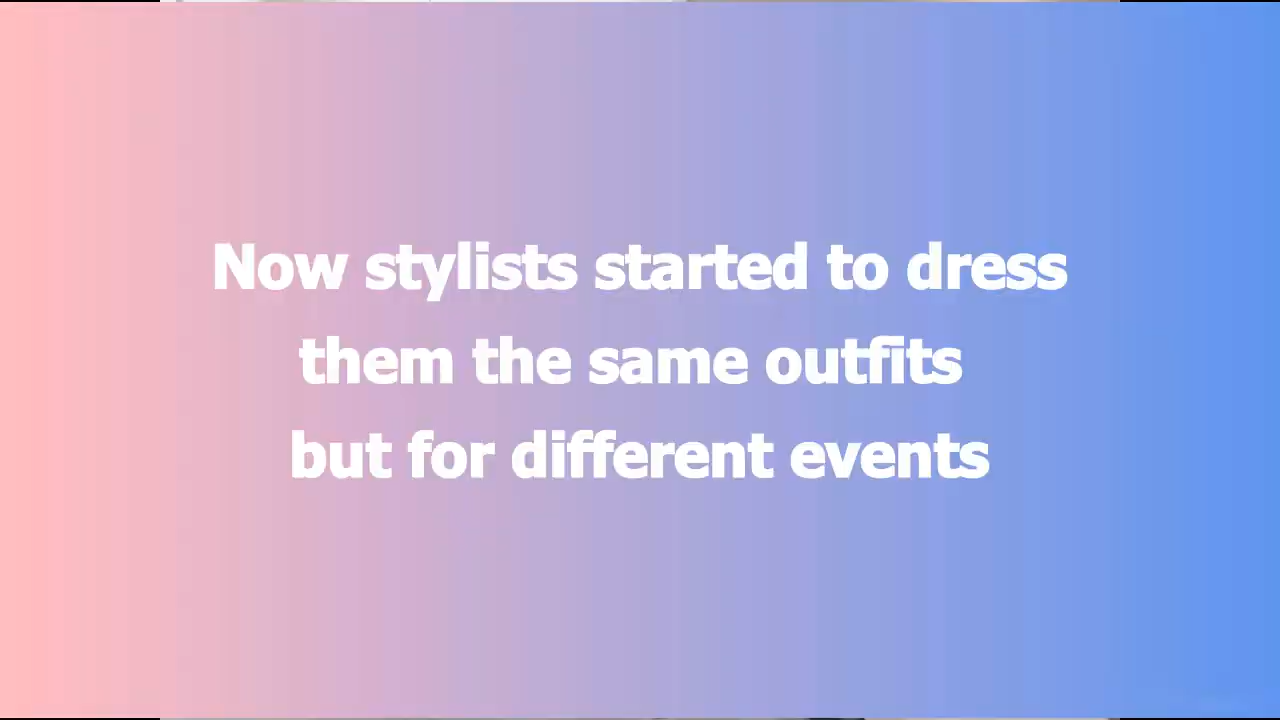 Now stylists started to dress
them the same outfits
but for different events